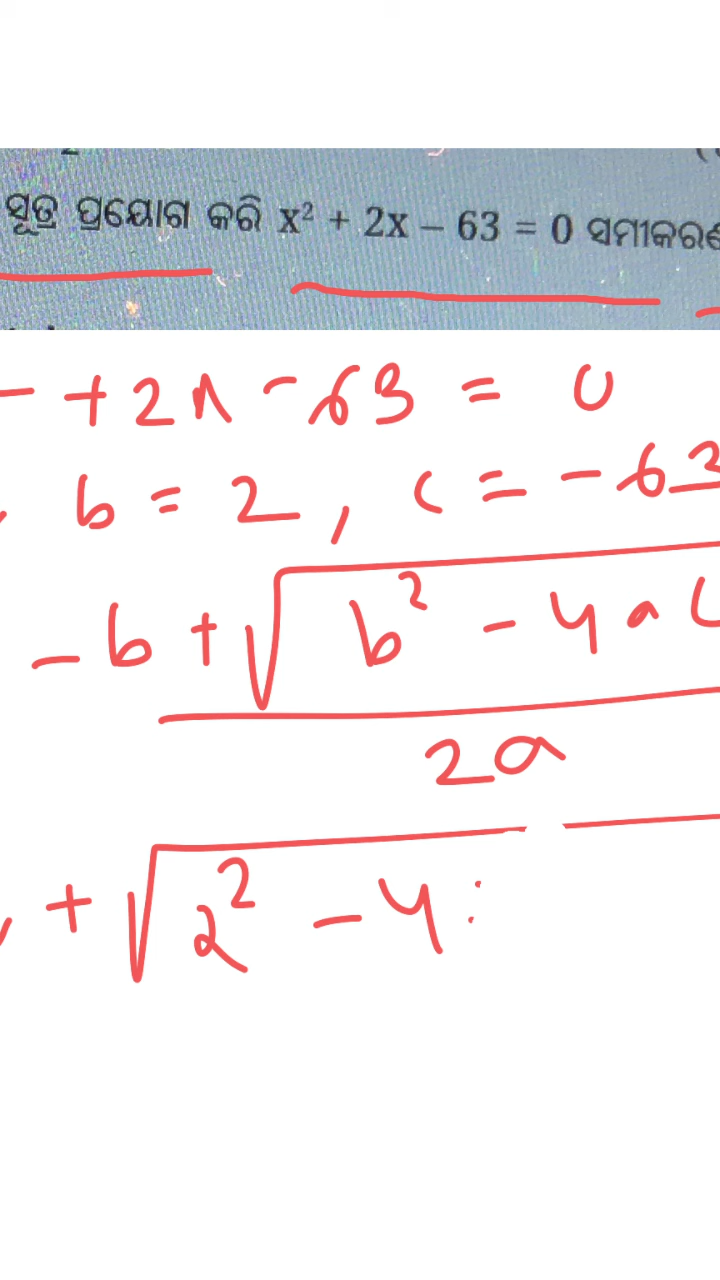 ସୂତ୍ର ପ୍ରୟୋଗ କରି x² + 2x – 63 = 0 ସମୀକରଣ
+ 2x - 63 = 0
b = 2, c = -63
-b + √b² - 4ac
2a
+ √2² - 4